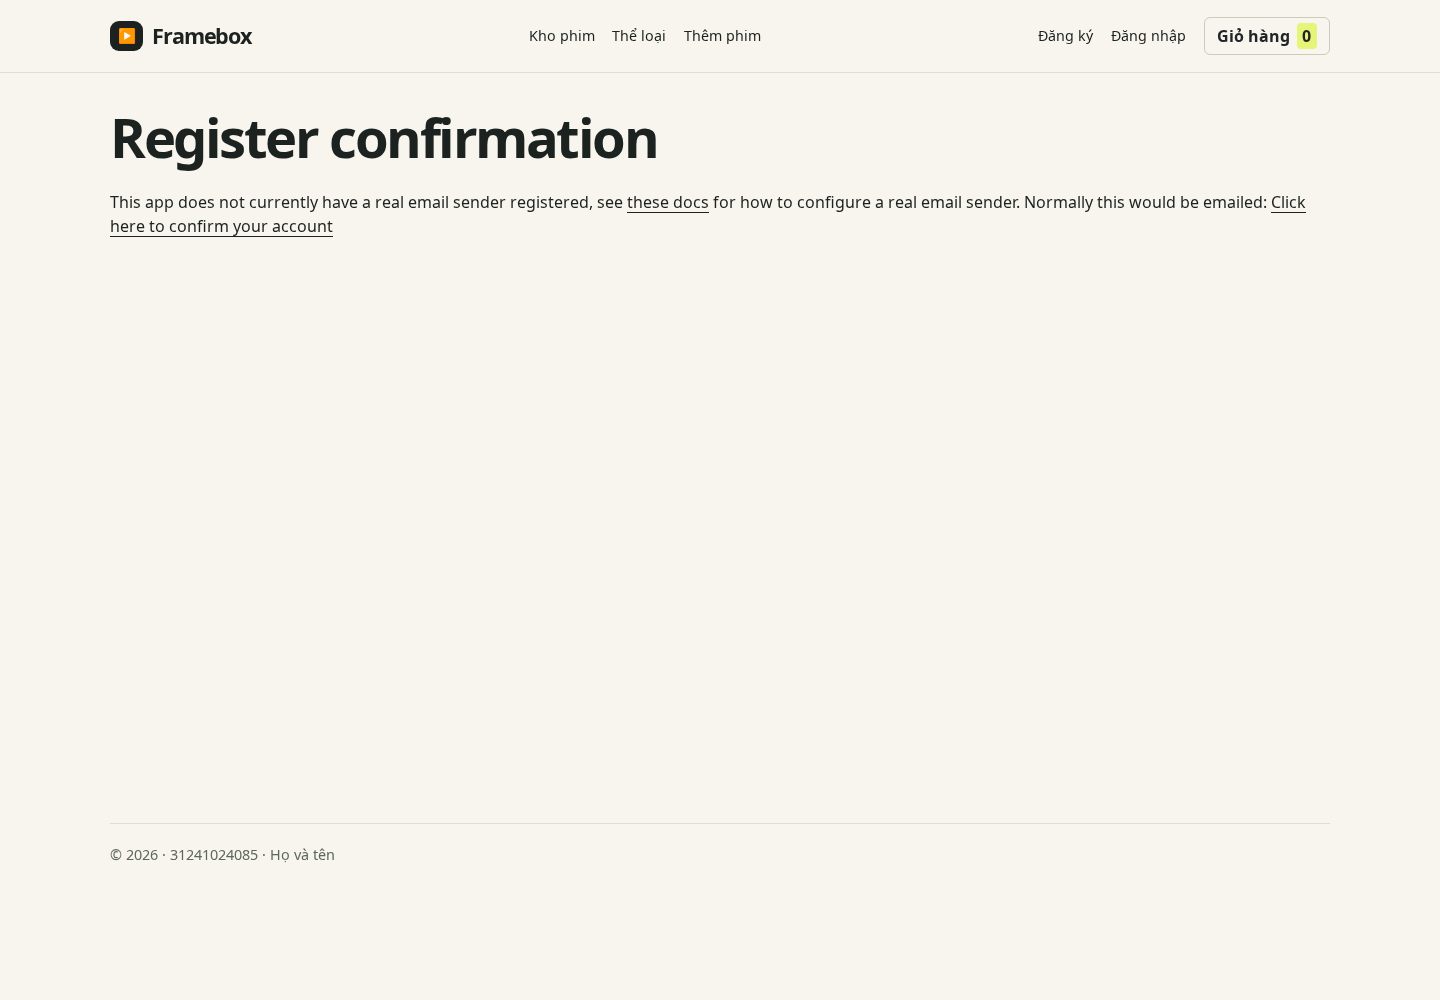 Framebox
Kho phim Thể loại Thêm phim
Đăng ký Đăng nhập Giỏ hàng 0
Register confirmation
This app does not currently have a real email sender registered, see these docs for how to configure a real email sender. Normally this would be emailed: Click
here to confirm your account
© 2026 · 31241024085 · Họ và tên